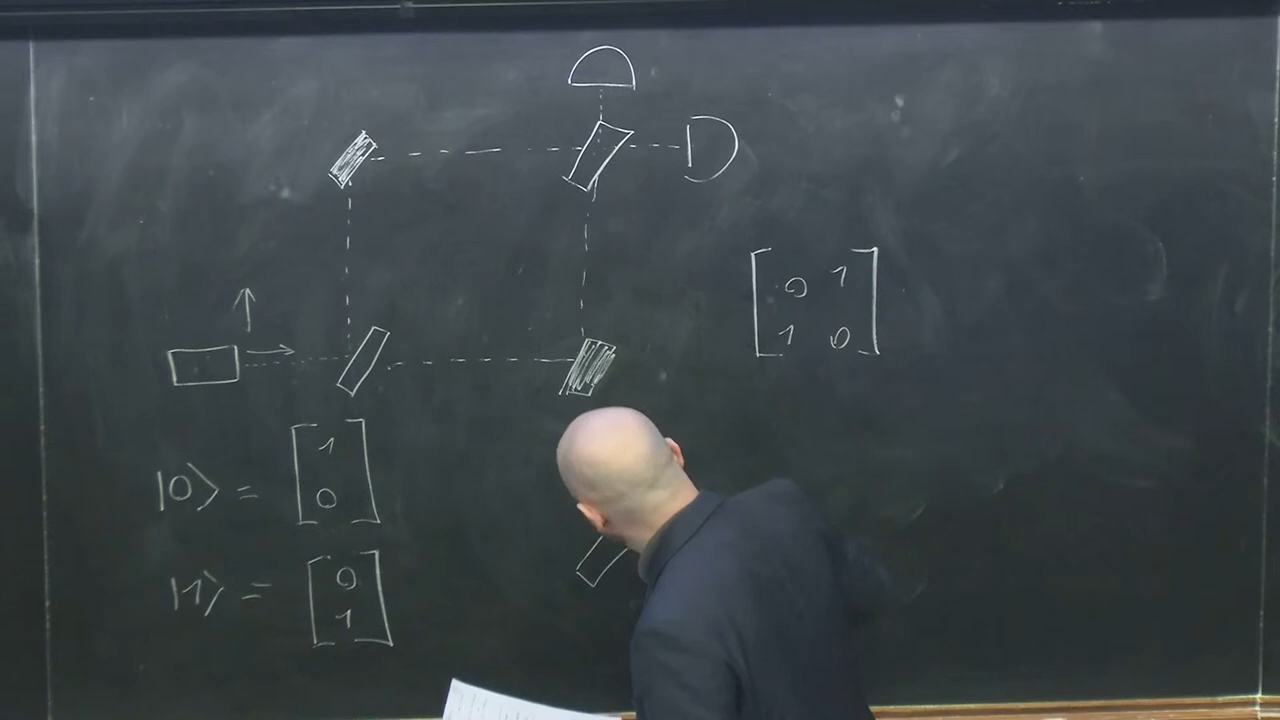 0 1
1 0
|0⟩ = [1
0]
|1⟩ = [0
1]